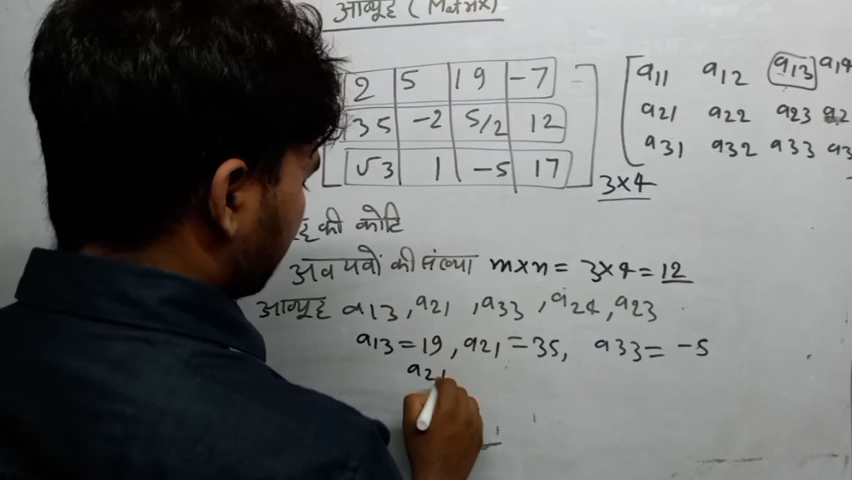 आव्यूह (Matrix)
2 5 19 -7
35 -2 5/2 12
√3 1 -5 17
3×4
a11 a12 a13 a14
a21 a22 a23
a31 a32 a33
की कोटि
अवयवों की संख्या m×n = 3×4 = 12
आव्यूह a13, a21, a33, a24, a23
a13 = 19, a21 = 35, a33 = -5